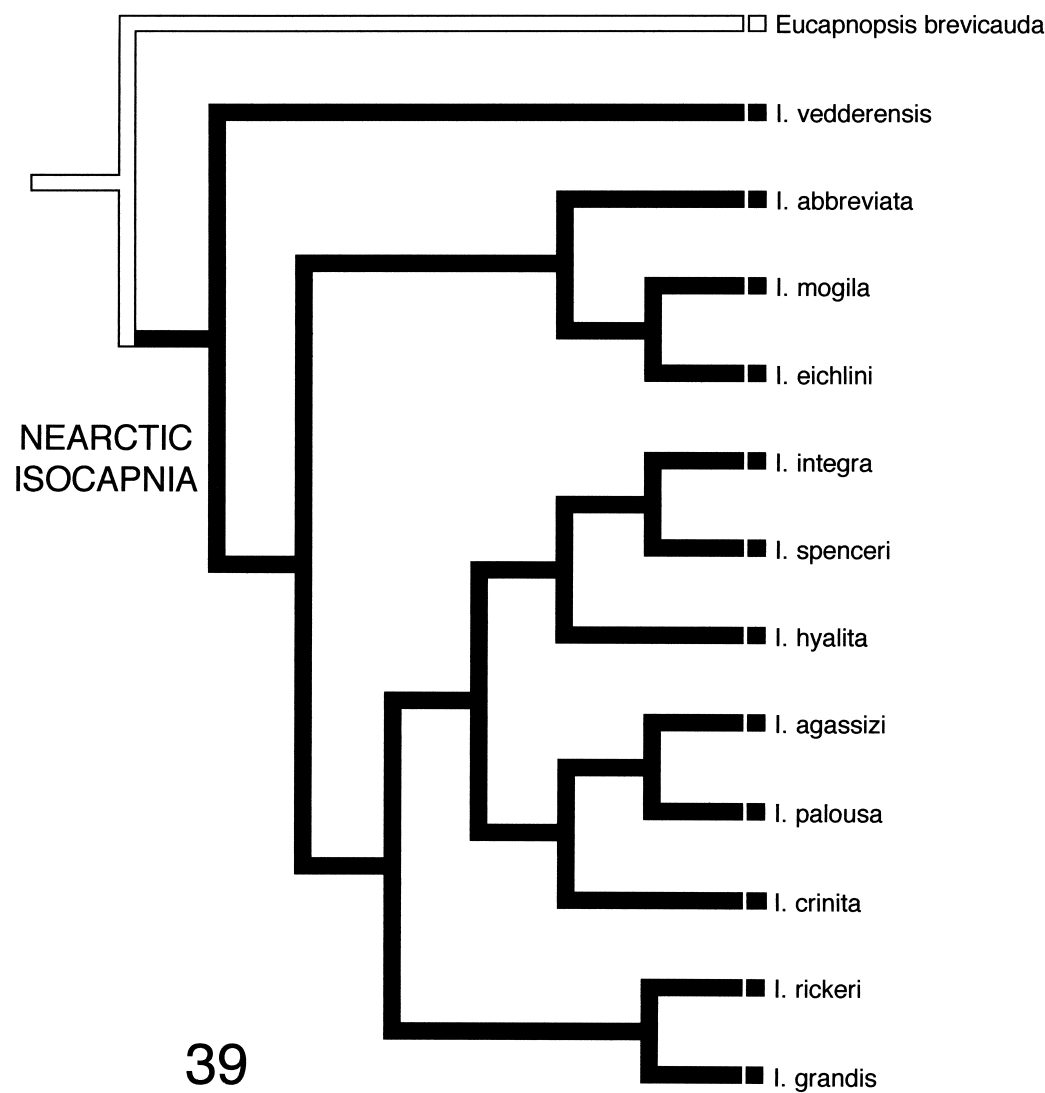 Eucapnopsis brevicauda
I. vedderensis
I. abbreviata
I. mogila
I. eichlini
NEARCTIC
ISOCAPNIA
I. integra
I. spenceri
I. hyalita
I. agassizi
I. palousa
I. crinita
I. rickeri
39
I. grandis